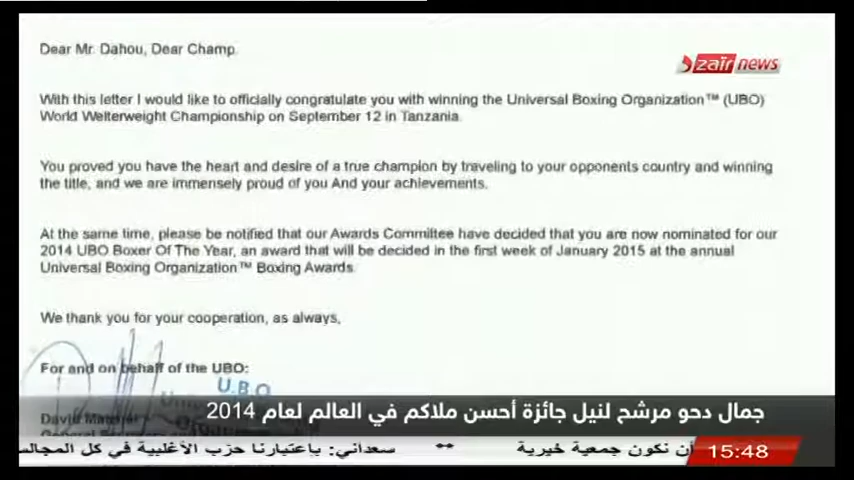 Dear Mr. Dahou, Dear Champ.
dzaïr news
With this letter I would like to officially congratulate you with winning the Universal Boxing Organization™ (UBO)
World Welterweight Championship on September 12 in Tanzania.
You proved you have the heart and desire of a true champion by traveling to your opponents country and winning
the title, and we are immensely proud of you And your achievements.
At the same time, please be notified that our Awards Committee have decided that you are now nominated for our
2014 UBO Boxer Of The Year, an award that will be decided in the first week of January 2015 at the annual
Universal Boxing Organization™ Boxing Awards.
We thank you for your cooperation, as always,
For and on behalf of the UBO:
U.B.O
David
جمال دحو مرشح لنيل جائزة أحسن ملاكم في العالم لعام 2014
أن نكون جمعية خيرية ** سعداني: بإعتبارنا حزب الأغلبية في كل المجالس
15:48